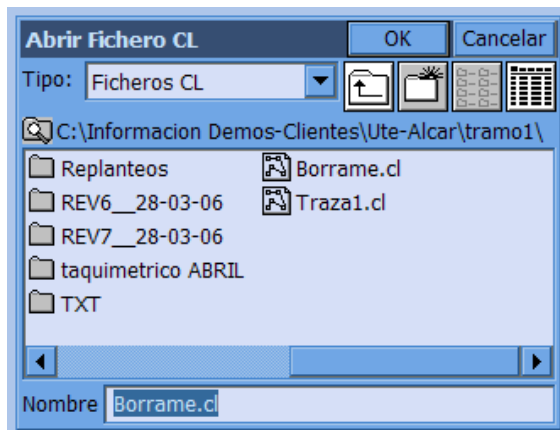 Abrir Fichero CL OK Cancelar
Tipo: Ficheros CL
C:\Informacion Demos-Clientes\Ute-Alcar\tramo1\
Replanteos Borrame.cl
REV6__28-03-06 Traza1.cl
REV7__28-03-06
taquimetrico ABRIL
TXT
Nombre Borrame.cl